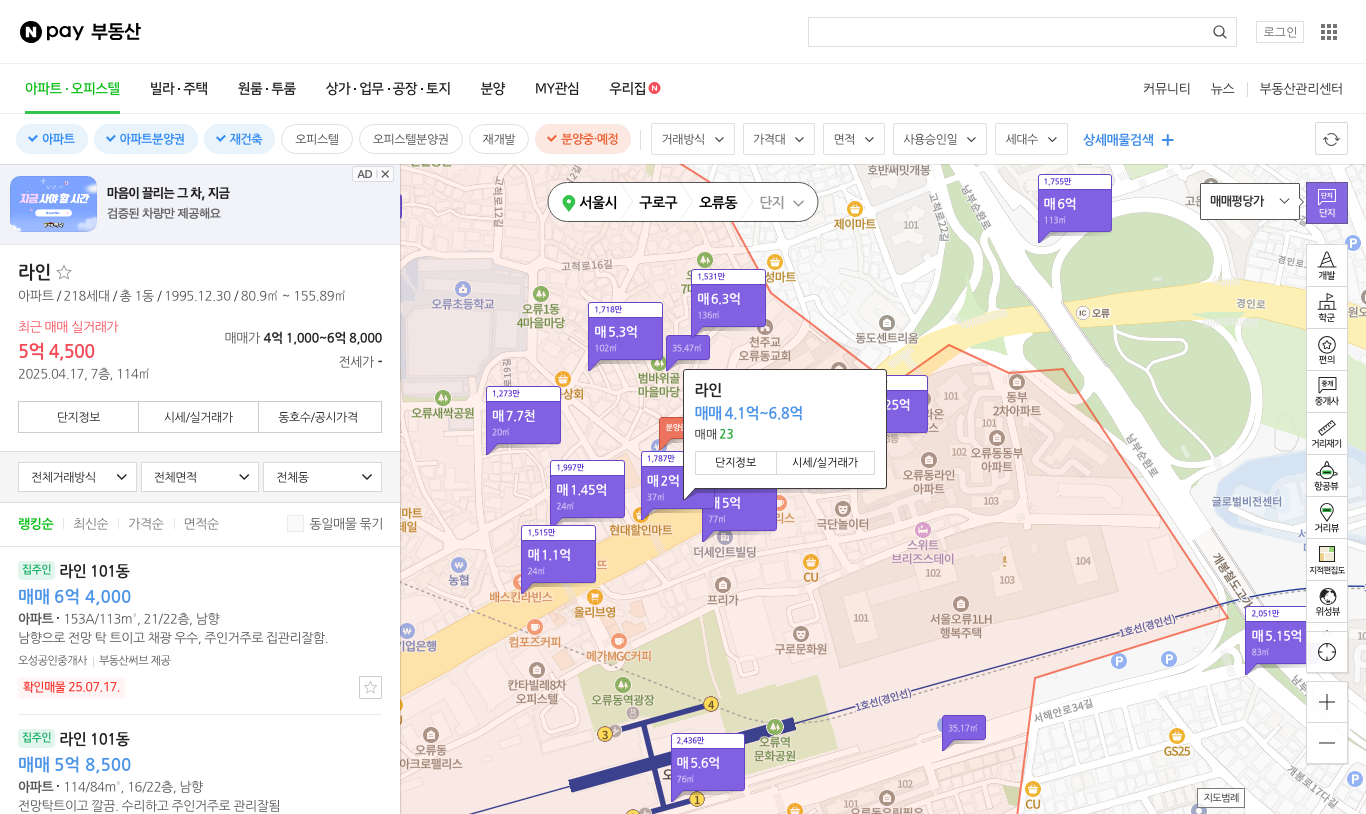 N pay 부동산
로그인
아파트·오피스텔
빌라·주택
원룸·투룸
상가·업무·공장·토지
분양
MY관심
우리집 N
커뮤니티
뉴스
부동산관리센터
아파트
아파트분양권
재건축
오피스텔
오피스텔분양권
재개발
분양중·예정
거래방식
가격대
면적
사용승인일
세대수
상세매물검색
AD
지금 사야 할 시간
마음이 끌리는 그 차, 지금
검증된 차량만 제공해요
라인
아파트 / 218세대 / 총 1동 / 1995.12.30 / 80.9㎡ ~ 155.89㎡
최근 매매 실거래가
5억 4,500
2025.04.17, 7층, 114㎡
매매가 4억 1,000~6억 8,000
전세가 -
단지정보
시세/실거래가
동호수/공시가격
전체거래방식
전체면적
전체동
랭킹순
최신순
가격순
면적순
동일매물 묶기
집주인 라인 101동
매매 6억 4,000
아파트 · 153A/113㎡, 21/22층, 남향
남향으로 전망 탁 트이고 채광 우수, 주인거주로 집관리잘함.
오성공인중개사 | 부동산써브 제공
확인매물 25.07.17.
집주인 라인 101동
매매 5억 8,500
아파트 · 114/84㎡, 16/22층, 남향
전망탁트이고 깔끔. 수리하고 주인거주로 관리잘됨
서울시
구로구
오류동
단지
매매평당가
단지
단지
개발
학군
편의
중개
중개사
거리재기
항공뷰
거리뷰
지적편집도
위성뷰
지도범례
1,755만
매 6억
113㎡
1,531만
매 6.3억
136㎡
1,718만
매 5.3억
102㎡
35.47㎡
1,273만
매 7.7천
20㎡
25억
1,997만
매 1.45억
24㎡
1,787만
매 2억
37㎡
매 5억
77㎡
1,515만
매 1.1억
24㎡
2,051만
매 5.15억
83㎡
35.17㎡
2,436만
매 5.6억
76㎡
라인
매매 4.1억~6.8억
매매 23
단지정보
시세/실거래가
고척로12길
고척로16길
고척로22길
호반써밋개봉
제이마트
101
남부순환로
경인로
IC 오류
오류초등학교
오류1동
4마을마당
성마트
천주교
오류동교회
동도센트리움
범바위골
마을마당
오류새싹공원
동부
2차아파트
오류동동부
아파트
102
오류동라인
아파트
103
남부순환로
글로벌비전센터
현대할인마트
더세인트빌딩
극단놀이터
스위트
브리즈스테이
102
103
104
CU
농협
배스킨라빈스
올리브영
프리가
컴포즈커피
메가MGC커피
기업은행
101
서울오류1LH
행복주택
구로문화원
1호선(경인선)
개봉철도고가
칸타빌레8차
오피스텔
오류동역광장
오류동
아크로팰리스
1호선(경인선)
3
4
1
오류역
문화공원
서해안로34길
GS25
개봉로17다길
CU
101
102